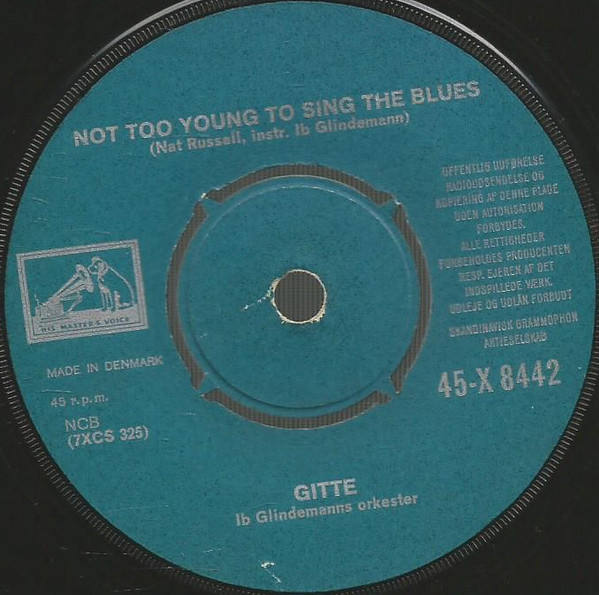 NOT TOO YOUNG TO SING THE BLUES
(Nat Russell, instr. Ib Glindemann)
OFFENTLIG UDFØRELSE
RADIOUDSENDELSE OG
KOPIERING AF DENNE PLADE
UDEN AUTORISATION
FORBYDES.
ALLE RETTIGHEDER
FORBEHOLDES PRODUCENTEN
RESP. EJEREN AF DET
INDSPILLEDE VÆRK.
UDLEJE OG UDLÅN FORBUDT
SKANDINAVISK GRAMMOPHON
AKTIESELSKAB
HIS MASTER'S VOICE
MADE IN DENMARK
45 r.p.m.
NCB
(7XCS 325)
45-X 8442
GITTE
Ib Glindemanns orkester